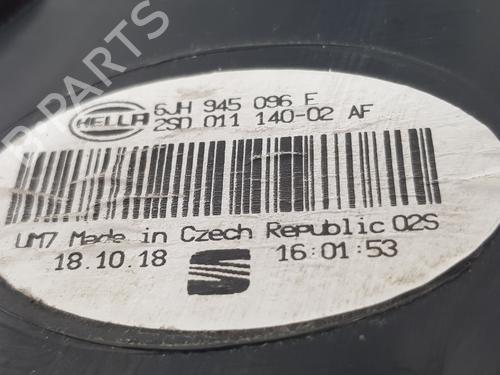 HELLA
6JH 945 096 E
2SD 011 140-02 AF
UM7 Made in Czech Republic 02S
18.10.18
16:01:53